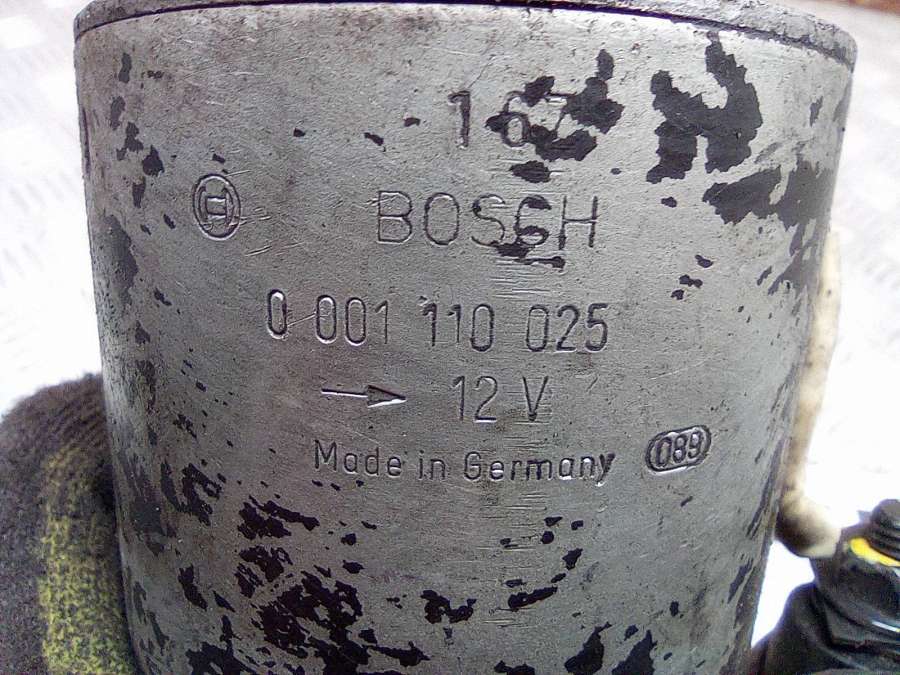 167
BOSCH
0 001 110 025
→ 12 V
Made in Germany 089